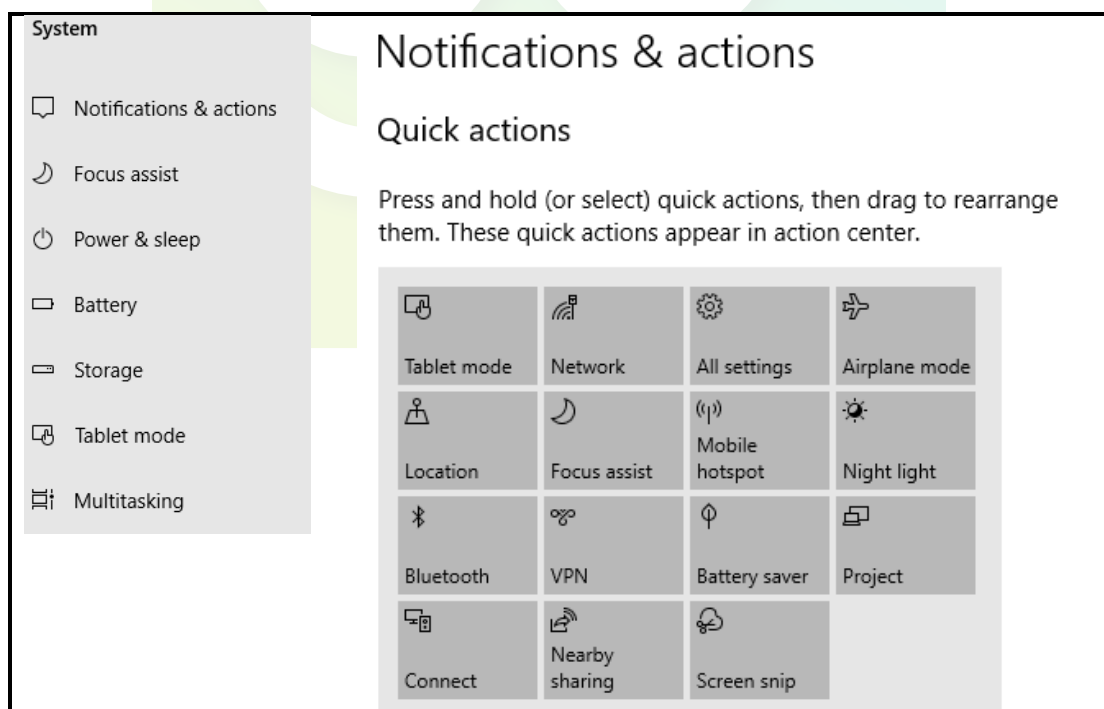 System
Notifications & actions
Focus assist
Power & sleep
Battery
Storage
Tablet mode
Multitasking
Notifications & actions
Quick actions
Press and hold (or select) quick actions, then drag to rearrange
them. These quick actions appear in action center.
Tablet mode
Network
All settings
Airplane mode
Location
Focus assist
Mobile
hotspot
Night light
Bluetooth
VPN
Battery saver
Project
Connect
Nearby
sharing
Screen snip